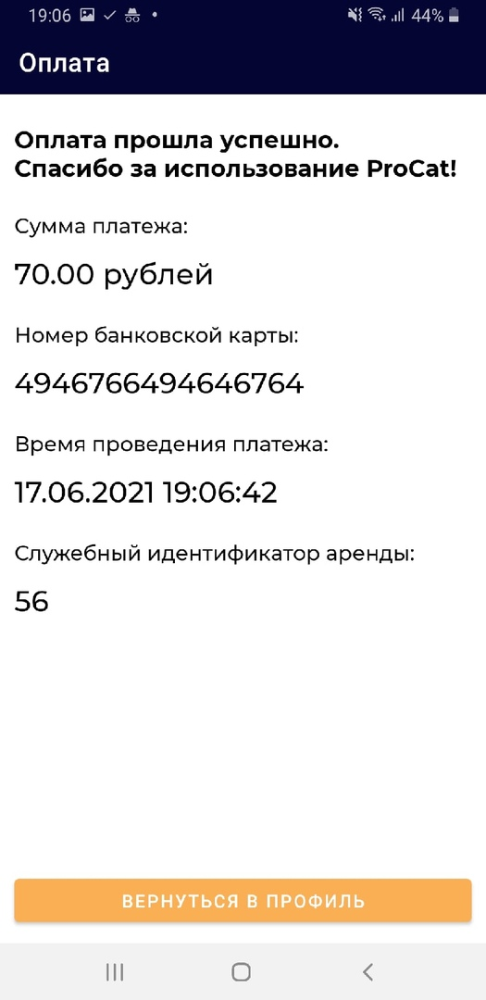 19:06
44%
Оплата
Оплата прошла успешно.
Спасибо за использование ProCat!
Сумма платежа:
70.00 рублей
Номер банковской карты:
4946766494646764
Время проведения платежа:
17.06.2021 19:06:42
Служебный идентификатор аренды:
56
ВЕРНУТЬСЯ В ПРОФИЛЬ